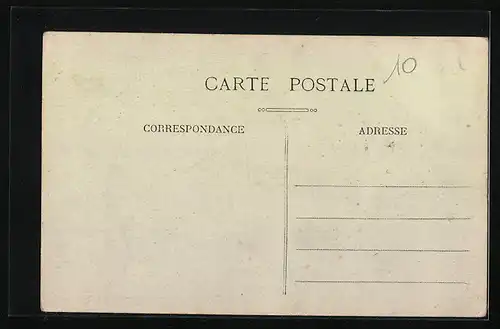 10
CARTE POSTALE
CORRESPONDANCE
ADRESSE